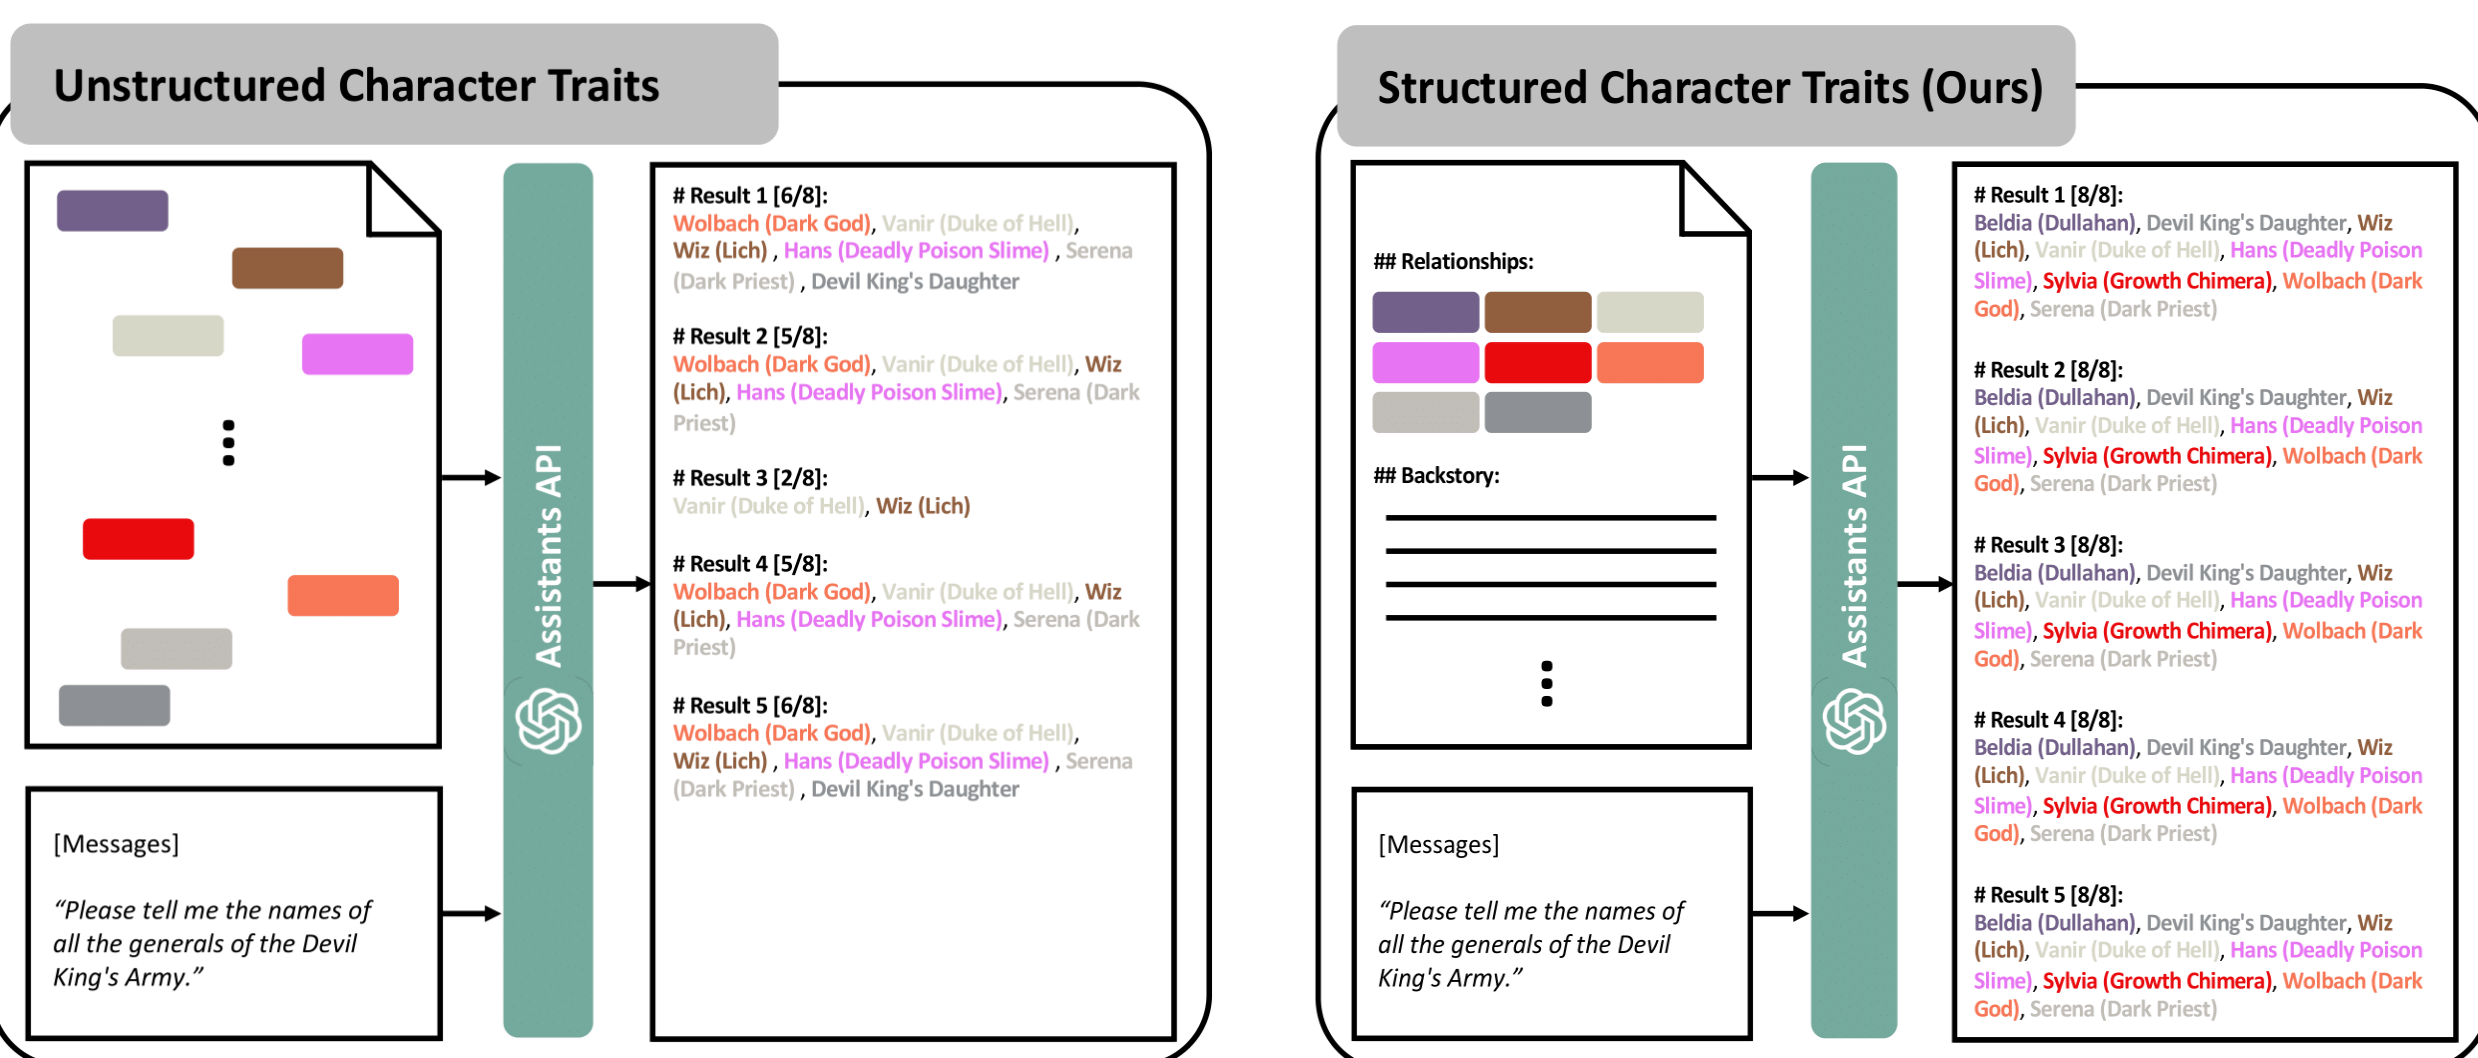 Unstructured Character Traits
# Result 1 [6/8]:
Wolbach (Dark God), Vanir (Duke of Hell),
Wiz (Lich) , Hans (Deadly Poison Slime) , Serena
(Dark Priest) , Devil King's Daughter
# Result 2 [5/8]:
Wolbach (Dark God), Vanir (Duke of Hell), Wiz
(Lich), Hans (Deadly Poison Slime), Serena (Dark
Priest)
# Result 3 [2/8]:
Vanir (Duke of Hell), Wiz (Lich)
# Result 4 [5/8]:
Wolbach (Dark God), Vanir (Duke of Hell), Wiz
(Lich), Hans (Deadly Poison Slime), Serena (Dark
Priest)
# Result 5 [6/8]:
Wolbach (Dark God), Vanir (Duke of Hell),
Wiz (Lich) , Hans (Deadly Poison Slime) , Serena
(Dark Priest) , Devil King's Daughter
Assistants API
[Messages]
“Please tell me the names of
all the generals of the Devil
King's Army.”
Structured Character Traits (Ours)
## Relationships:
## Backstory:
Assistants API
[Messages]
“Please tell me the names of
all the generals of the Devil
King's Army.”
# Result 1 [8/8]:
Beldia (Dullahan), Devil King's Daughter, Wiz
(Lich), Vanir (Duke of Hell), Hans (Deadly Poison
Slime), Sylvia (Growth Chimera), Wolbach (Dark
God), Serena (Dark Priest)
# Result 2 [8/8]:
Beldia (Dullahan), Devil King's Daughter, Wiz
(Lich), Vanir (Duke of Hell), Hans (Deadly Poison
Slime), Sylvia (Growth Chimera), Wolbach (Dark
God), Serena (Dark Priest)
# Result 3 [8/8]:
Beldia (Dullahan), Devil King's Daughter, Wiz
(Lich), Vanir (Duke of Hell), Hans (Deadly Poison
Slime), Sylvia (Growth Chimera), Wolbach (Dark
God), Serena (Dark Priest)
# Result 4 [8/8]:
Beldia (Dullahan), Devil King's Daughter, Wiz
(Lich), Vanir (Duke of Hell), Hans (Deadly Poison
Slime), Sylvia (Growth Chimera), Wolbach (Dark
God), Serena (Dark Priest)
# Result 5 [8/8]:
Beldia (Dullahan), Devil King's Daughter, Wiz
(Lich), Vanir (Duke of Hell), Hans (Deadly Poison
Slime), Sylvia (Growth Chimera), Wolbach (Dark
God), Serena (Dark Priest)